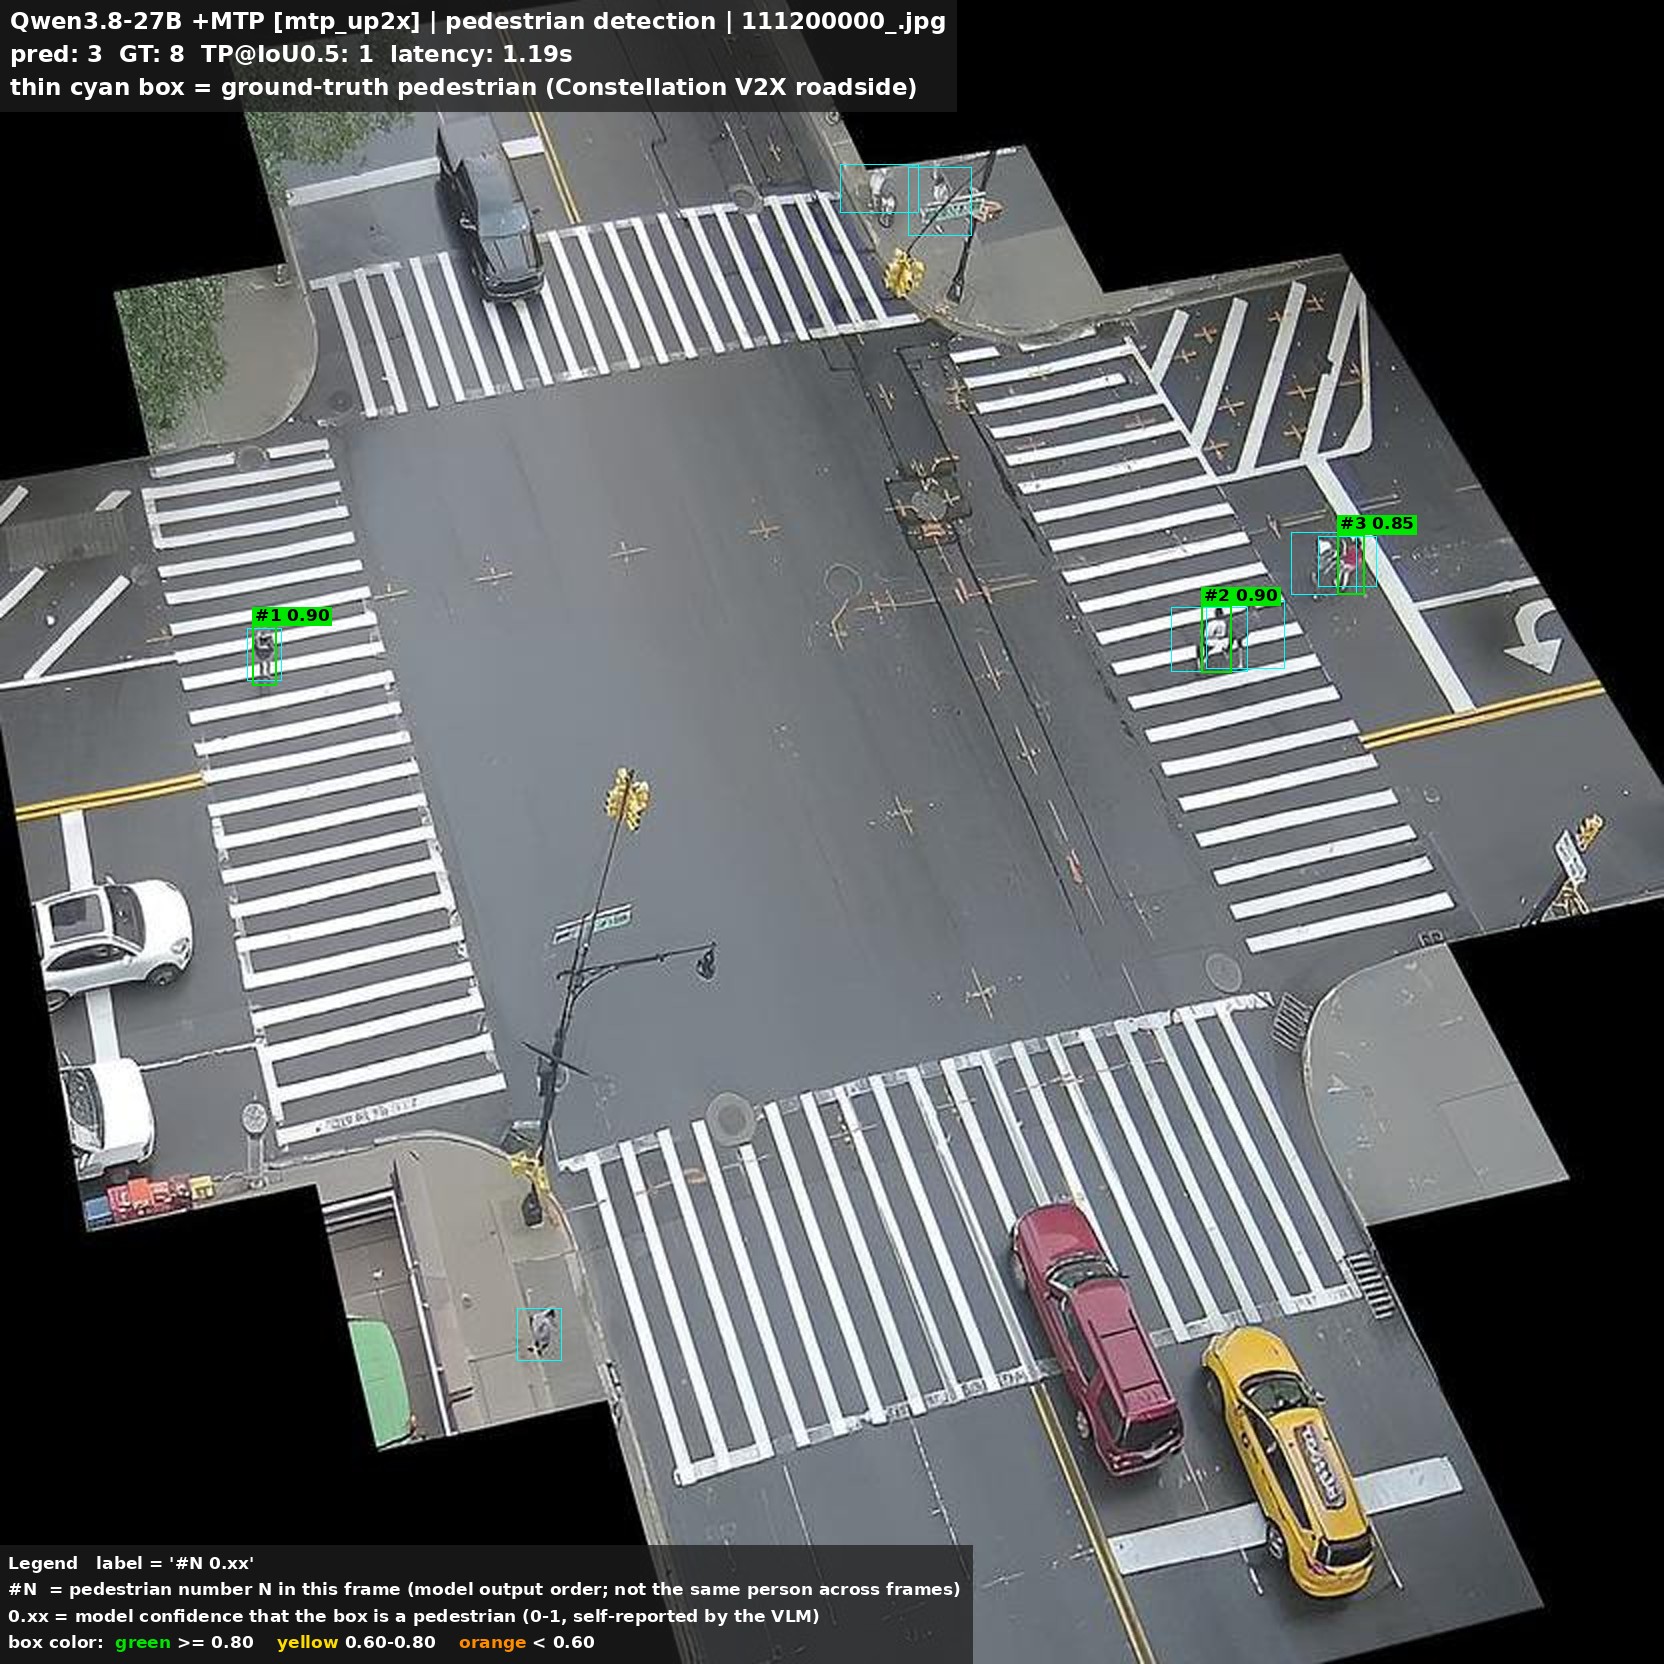 Qwen3.8-27B +MTP [mtp_up2x] | pedestrian detection | 111200000_.jpg
pred: 3  GT: 8  TP@IoU0.5: 1  latency: 1.19s
thin cyan box = ground-truth pedestrian (Constellation V2X roadside)
#3 0.85
#2 0.90
#1 0.90
Legend   label = '#N 0.xx'
#N  = pedestrian number N in this frame (model output order; not the same person across frames)
0.xx = model confidence that the box is a pedestrian (0-1, self-reported by the VLM)
box color:  green >= 0.80    yellow 0.60-0.80    orange < 0.60